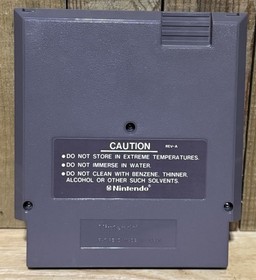 CAUTION
REV-A
•DO NOT STORE IN EXTREME TEMPERATURES.
•DO NOT IMMERSE IN WATER.
•DO NOT CLEAN WITH BENZENE, THINNER,
ALCOHOL OR OTHER SUCH SOLVENTS.
Nintendo®